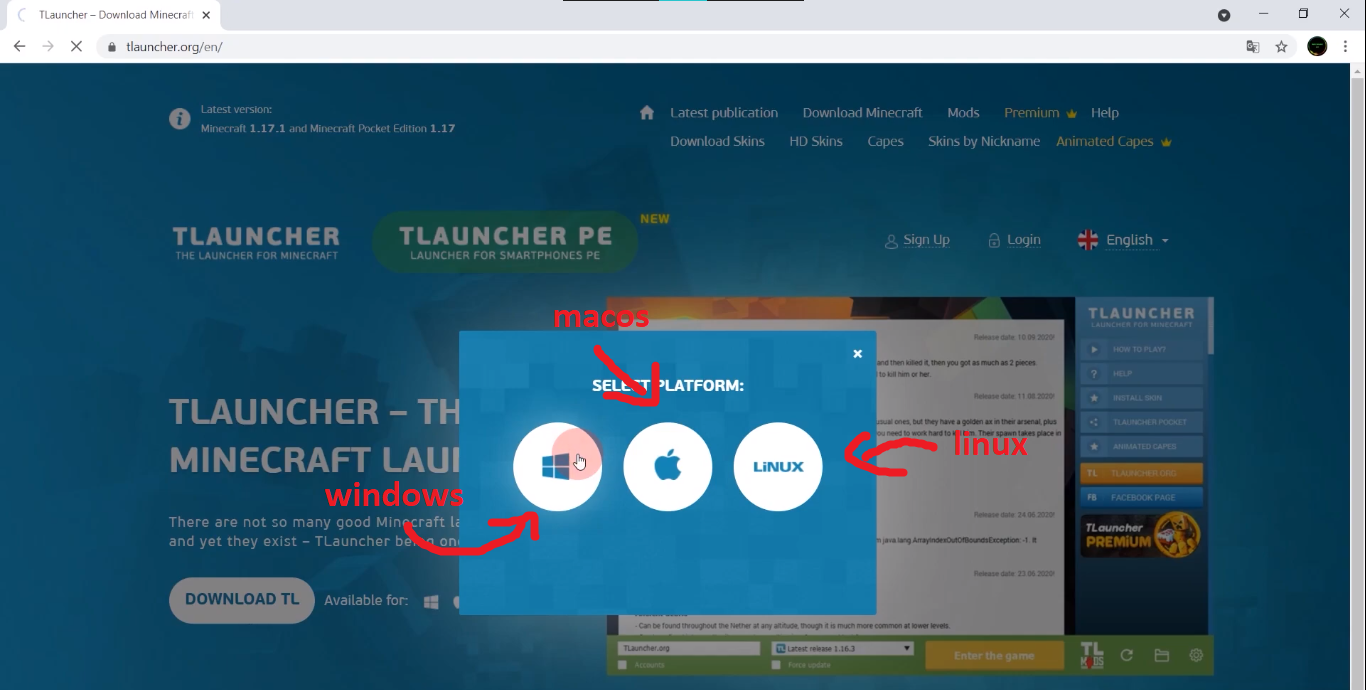 TLauncher – Download Minecraft
tlauncher.org/en/
Latest version:
Minecraft 1.17.1 and Minecraft Pocket Edition 1.17
Latest publication Download Minecraft Mods Premium Help
Download Skins HD Skins Capes Skins by Nickname Animated Capes
TLAUNCHER
THE LAUNCHER FOR MINECRAFT
TLAUNCHER PE
LAUNCHER FOR SMARTPHONES PE
NEW
Sign Up Login English
macos
SELECT PLATFORM:
LiNUX
linux
windows
TLAUNCHER – TH
MINECRAFT LAU
There are not so many good Minecraft la
and yet they exist – TLauncher being one
DOWNLOAD TL Available for:
Release date: 10.09.2020!
and then killed it, then you got as much as 2 pieces.
to kill him or her.
Release date: 11.08.2020!
usual ones, but they have a golden as in their arsenal, plus
you need to work hard to him. Their spawn takes place in
Release date: 24.06.2020!
m java.lang.ArrayIndexOutOfBoundsException: -1. It
Release date: 23.06.2020!
- Can be found throughout the Nether at any altitude, though it is much more common at lower levels.
TLAUNCHER
LAUNCHER FOR MINECRAFT
HOW TO PLAY?
? HELP
INSTALL SKIN
TLAUNCHER POCKET
ANIMATED CAPES
TL TLAUNCHER.ORG
FB FACEBOOK PAGE
TLauncher
PREMIUM
TLauncher.org
Accounts
TL Latest release 1.16.3
Force update
Enter the game
TL
KIDS